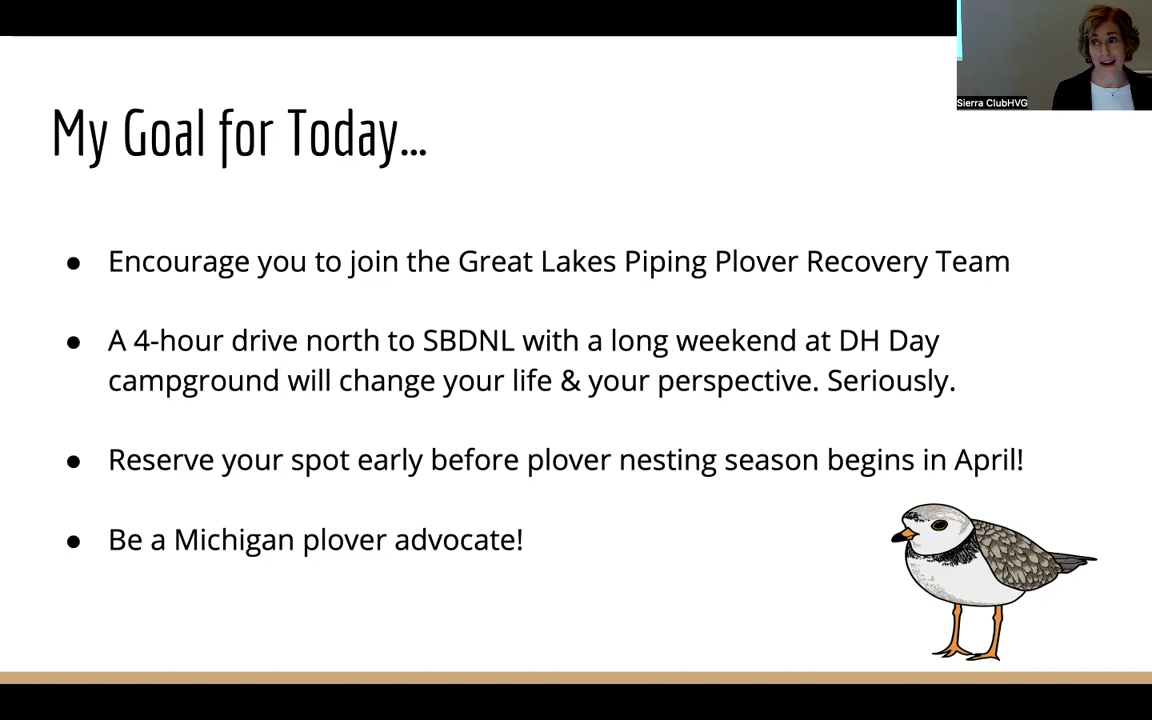 Sierra ClubHVG
My Goal for Today...
● Encourage you to join the Great Lakes Piping Plover Recovery Team
● A 4-hour drive north to SBDNL with a long weekend at DH Day
campground will change your life & your perspective. Seriously.
● Reserve your spot early before plover nesting season begins in April!
● Be a Michigan plover advocate!